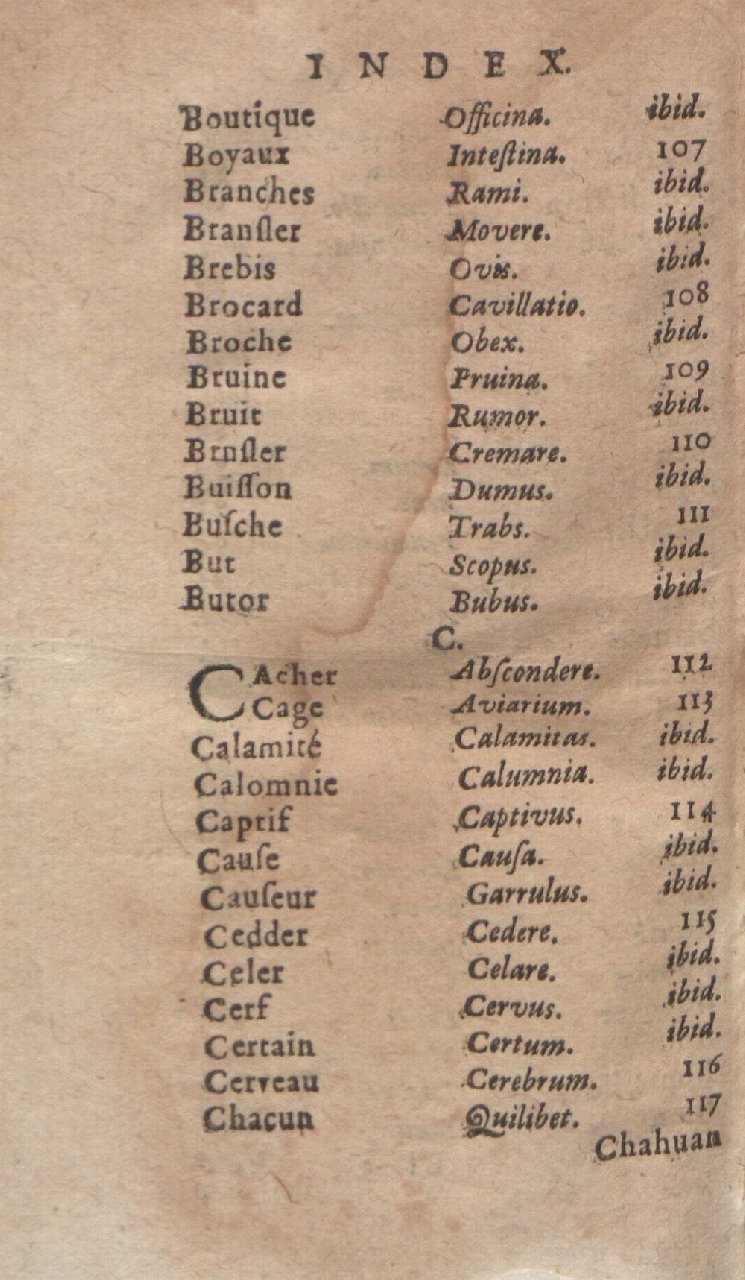 INDEX.
Boutique Officina. ibid.
Boyaux Inteſtina. 107
Branches Rami. ibid.
Branſler Movere. ibid.
Brebis Ovis. ibid.
Brocard Cavillatio. 108
Broche Obex. ibid.
Bruine Pruina. 109
Bruit Rumor. ibid.
Bruſler Cremare. 110
Buiſſon Dumus. ibid.
Buſche Trabs. 111
But Scopus. ibid.
Butor Bubus. ibid.
C.
CAcher Abſcondere. 112
Cage Aviarium. 113
Calamité Calamitas. ibid.
Calomnie Calumnia. ibid.
Captif Captivus. 114
Cauſe Cauſa. ibid.
Cauſeur Garrulus. ibid.
Cedder Cedere. 115
Celer Celare. ibid.
Cerf Cervus. ibid.
Certain Certum. ibid.
Cerveau Cerebrum. 116
Chacun Quilibet. 117
Chahuan